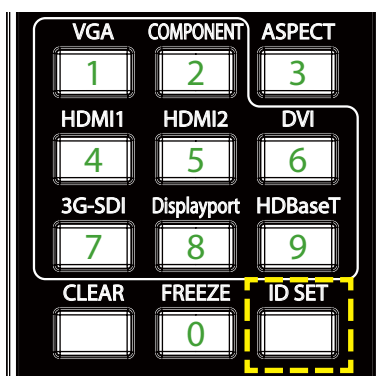 VGA COMPONENT ASPECT
1 2 3
HDMI1 HDMI2 DVI
4 5 6
3G-SDI Displayport HDBaseT
7 8 9
CLEAR FREEZE ID SET
0